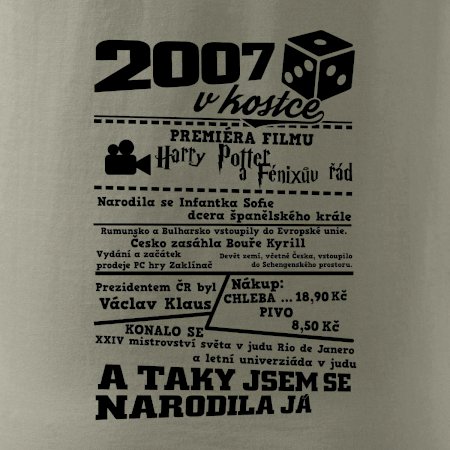 2007
v kostce
PREMIÉRA FILMU
Harry Potter
a Fénixův řád
Narodila se Infantka Sofie
dcera španělského krále
Rumunsko a Bulharsko vstoupily do Evropské unie.
Česko zasáhla Bouře Kyrill
Vydání a začátek
prodeje PC hry Zaklínač
Devět zemí, včetně Česka, vstoupilo
do Schengenského prostoru.
Prezidentem ČR byl
Václav Klaus
Nákup:
CHLEBA ... 18,90 Kč
PIVO
8,50 Kč
KONALO SE
XXIV mistrovství světa v judu Rio de Janero
a letní univerziáda v judu
A TAKY JSEM SE
NARODILA JÁ